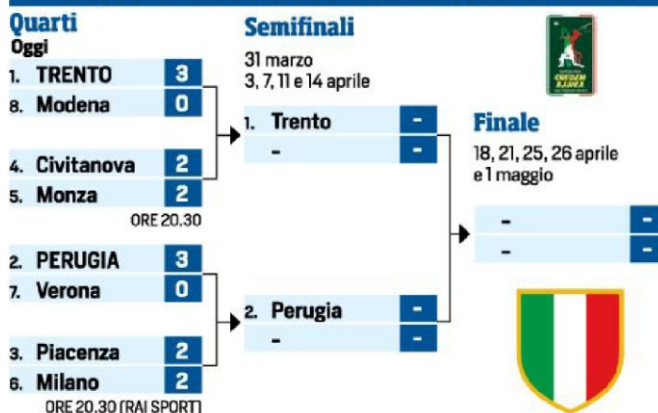 Quarti
Oggi
1. TRENTO 3
8. Modena 0
4. Civitanova 2
5. Monza 2
ORE 20.30
2. PERUGIA 3
7. Verona 0
3. Piacenza 2
6. Milano 2
ORE 20.30 (RAI SPORT)
Semifinali
31 marzo
3, 7, 11 e 14 aprile
1. Trento -
- -
2. Perugia -
- -
Finale
18, 21, 25, 26 aprile
e 1 maggio
- -
- -